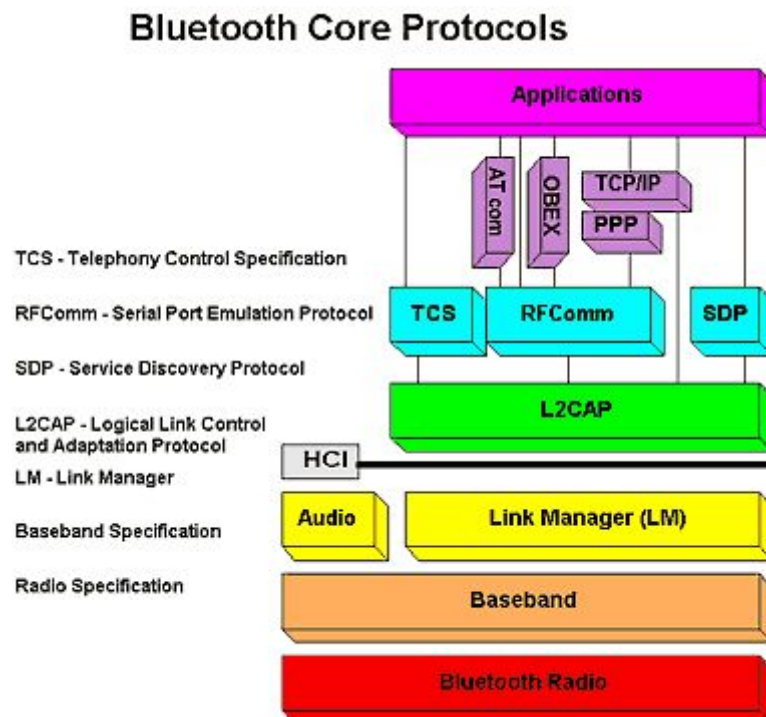 Bluetooth Core Protocols
Applications
AT com
OBEX
TCP/IP
PPP
TCS - Telephony Control Specification
RFComm - Serial Port Emulation Protocol
TCS
RFComm
SDP
SDP - Service Discovery Protocol
L2CAP
L2CAP - Logical Link Control
and Adaptation Protocol
HCI
LM - Link Manager
Audio
Link Manager (LM)
Baseband Specification
Radio Specification
Baseband
Bluetooth Radio